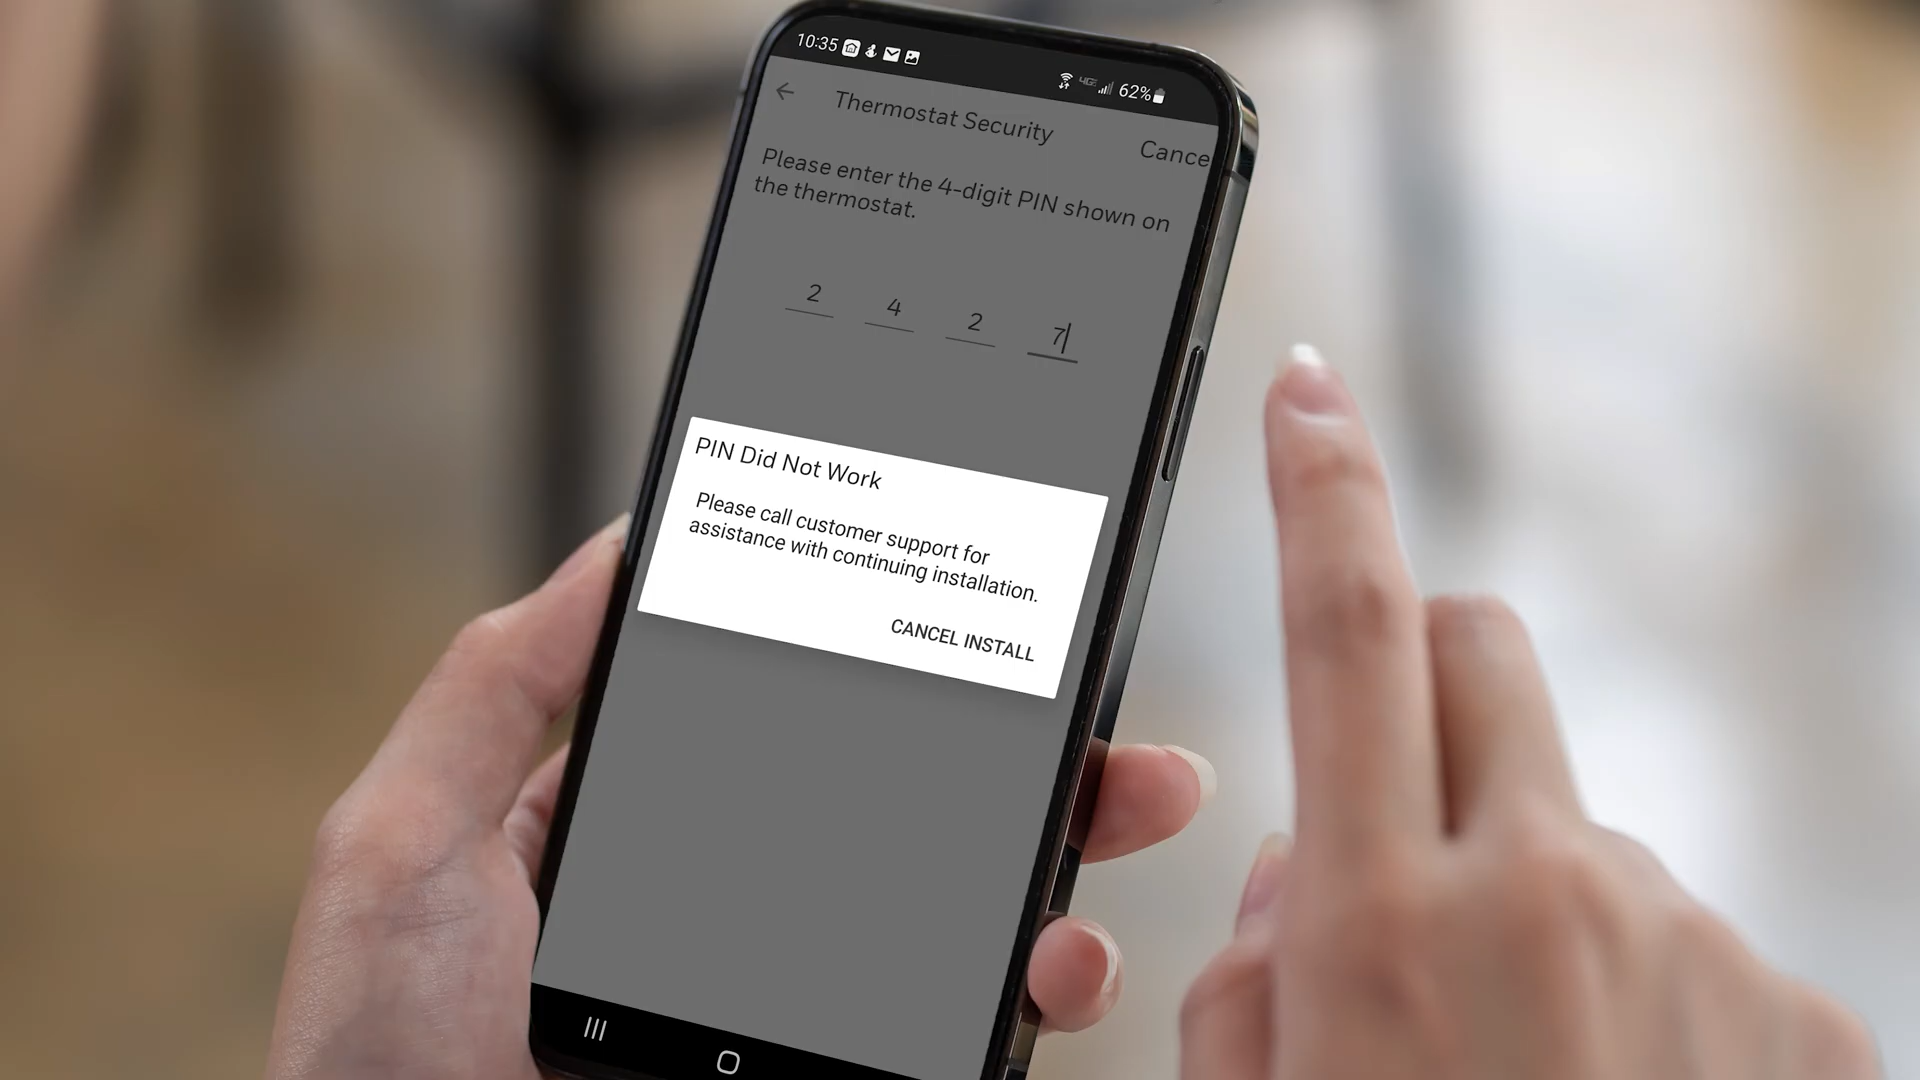 10:35
4GE 62%
Thermostat Security
Cance
Please enter the 4-digit PIN shown on
the thermostat.
2 4 2 7
PIN Did Not Work
Please call customer support for
assistance with continuing installation.
CANCEL INSTALL